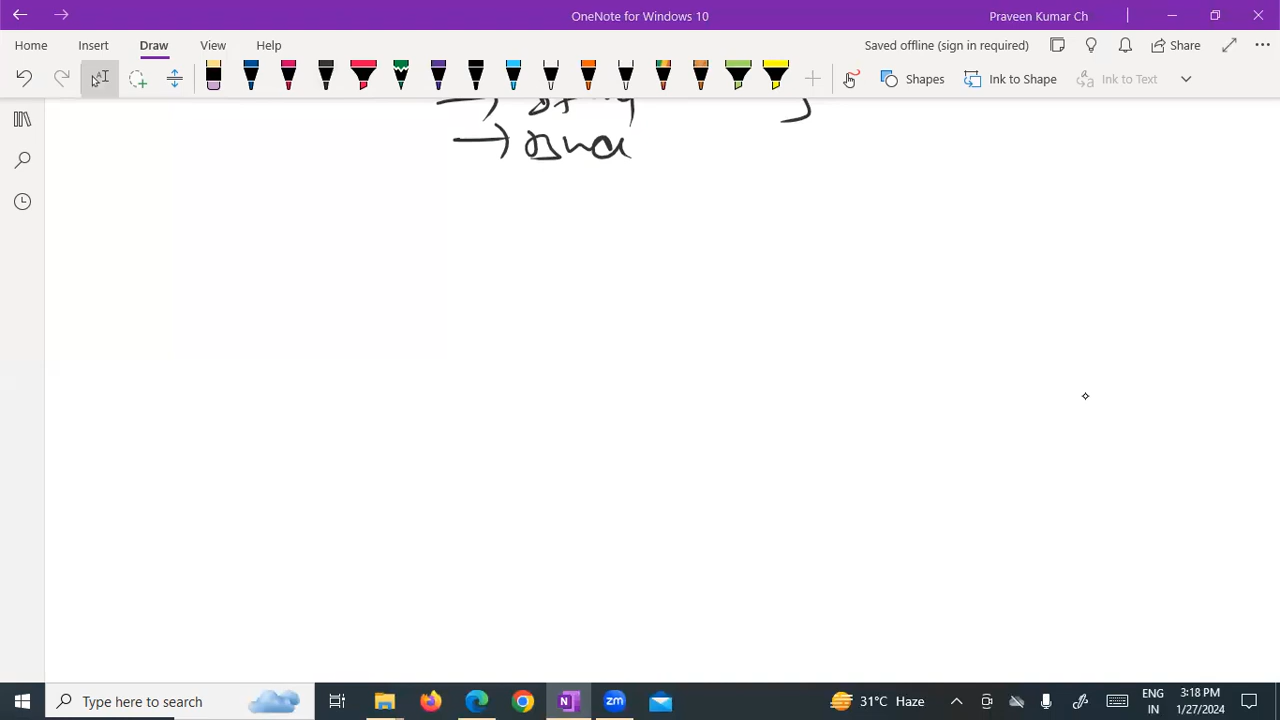 OneNote for Windows 10
Praveen Kumar Ch
Home Insert Draw View Help
Saved offline (sign in required) Share
Shapes Ink to Shape Ink to Text
Type here to search
31°C Haze
ENG 3:18 PM
IN 1/27/2024